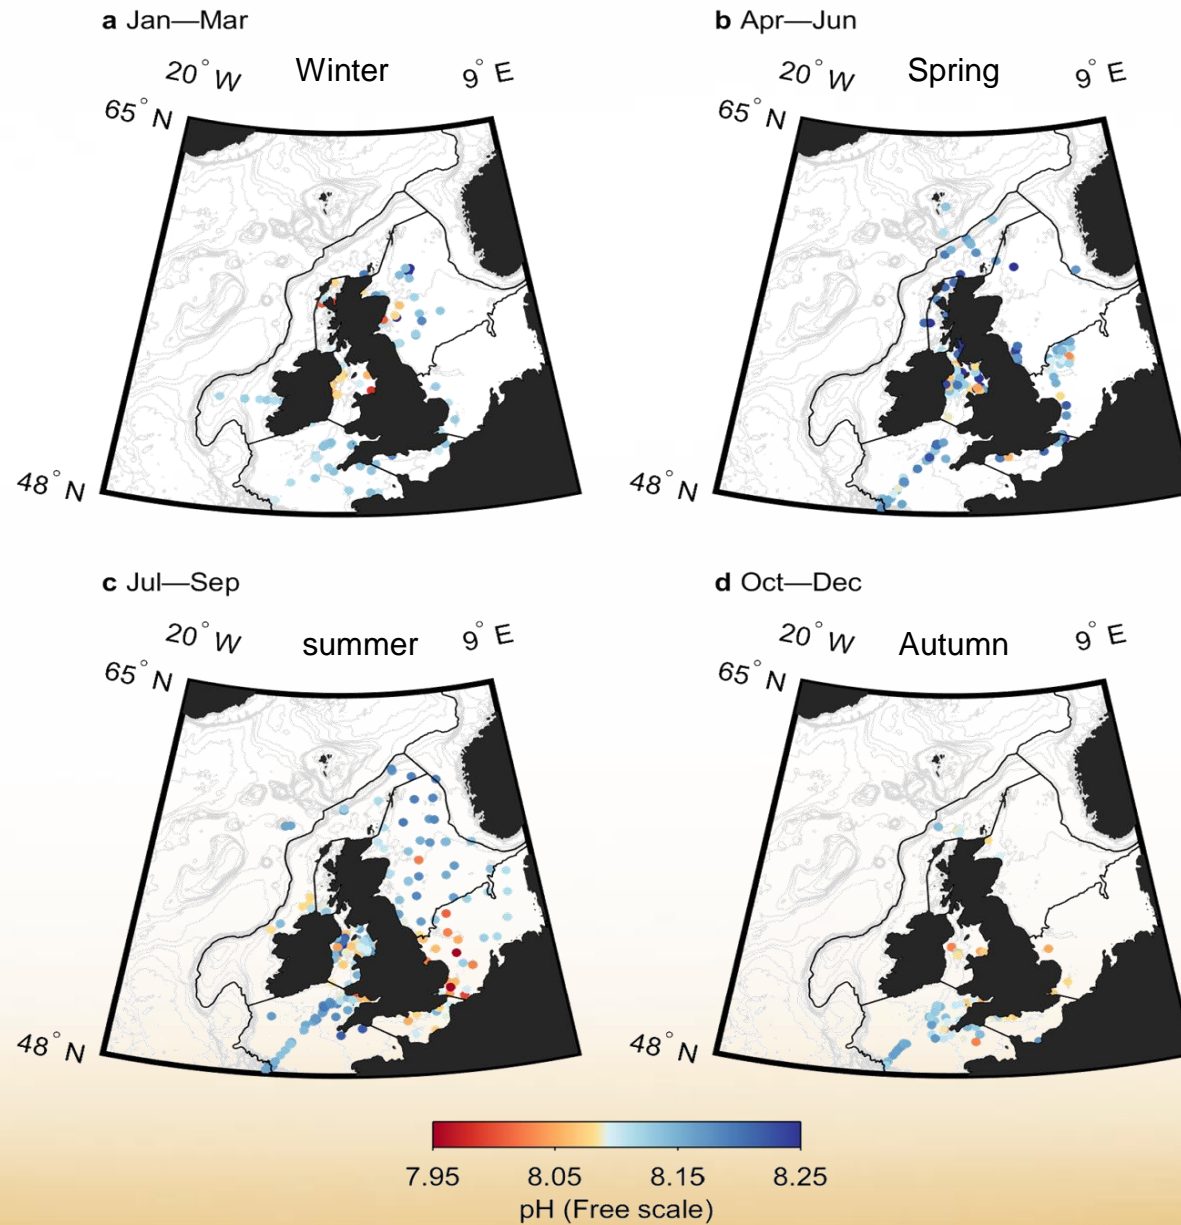 a Jan—Mar
Winter
20° W
9° E
65° N
48° N
b Apr—Jun
Spring
20° W
9° E
65° N
48° N
c Jul—Sep
summer
20° W
9° E
65° N
48° N
d Oct—Dec
Autumn
20° W
9° E
65° N
48° N
7.95 8.05 8.15 8.25
pH (Free scale)